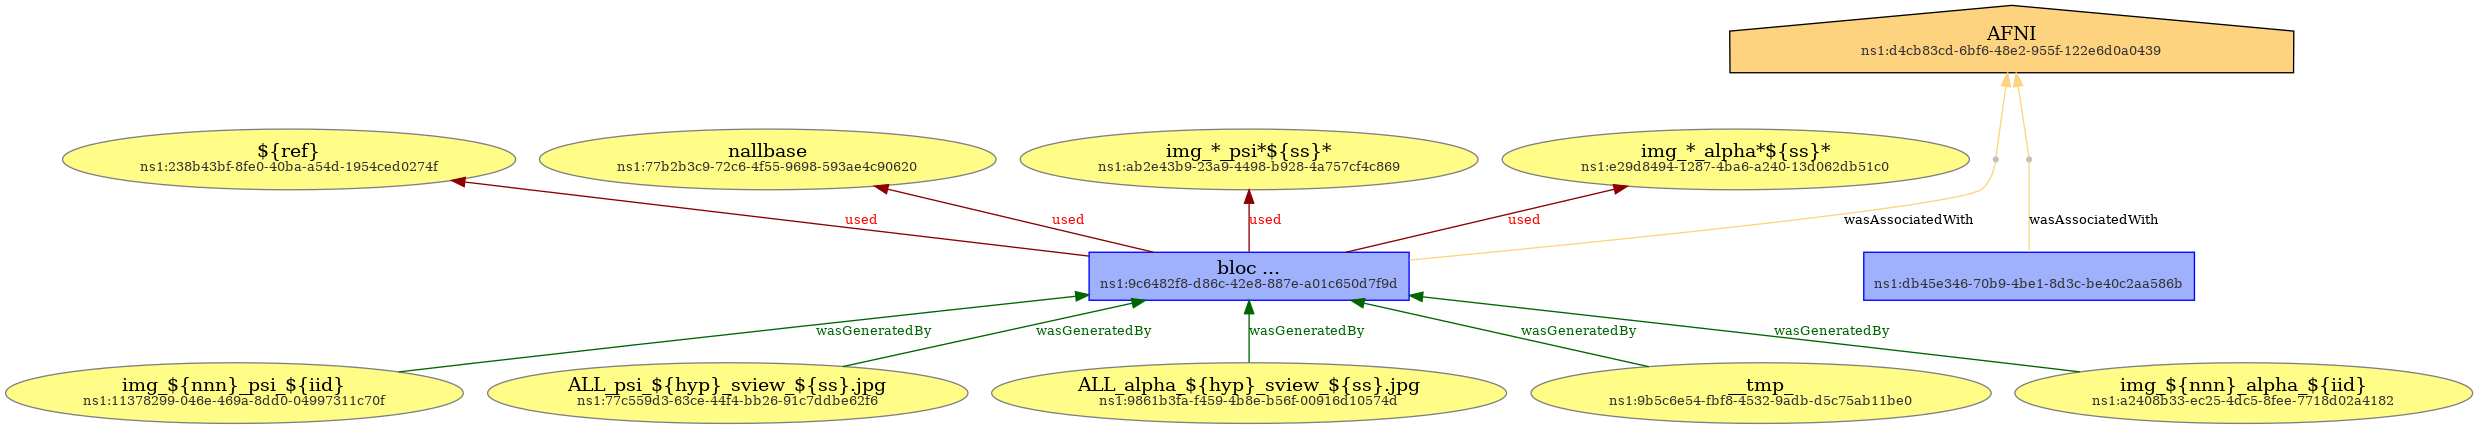 AFNI
ns1:d4cb83cd-6bf6-48e2-955f-122e6d0a0439
${ref}
ns1:238b43bf-8fe0-40ba-a54d-1954ced0274f
nallbase
ns1:77b2b3c9-72c6-4f55-9698-593ae4c90620
img_*_psi*${ss}*
ns1:ab2e43b9-23a9-4498-b928-4a757cf4c869
img_*_alpha*${ss}*
ns1:e29d8494-1287-4ba6-a240-13d062db51c0
used
used
used
used
wasAssociatedWith
wasAssociatedWith
bloc ...
ns1:9c6482f8-d86c-42e8-887e-a01c650d7f9d
ns1:db45e346-70b9-4be1-8d3c-be40c2aa586b
wasGeneratedBy
wasGeneratedBy
wasGeneratedBy
wasGeneratedBy
wasGeneratedBy
img_${nnn}_psi_${iid}
ns1:11378299-046e-469a-8dd0-04997311c70f
ALL_psi_${hyp}_sview_${ss}.jpg
ns1:77c559d3-63ce-44f4-bb26-91c7ddbe62f6
ALL_alpha_${hyp}_sview_${ss}.jpg
ns1:9861b3fa-f459-4b8e-b56f-00916d10574d
__tmp_
ns1:9b5c6e54-fbf8-4532-9adb-d5c75ab11be0
img_${nnn}_alpha_${iid}
ns1:a2408b33-ec25-4dc5-8fee-7718d02a4182